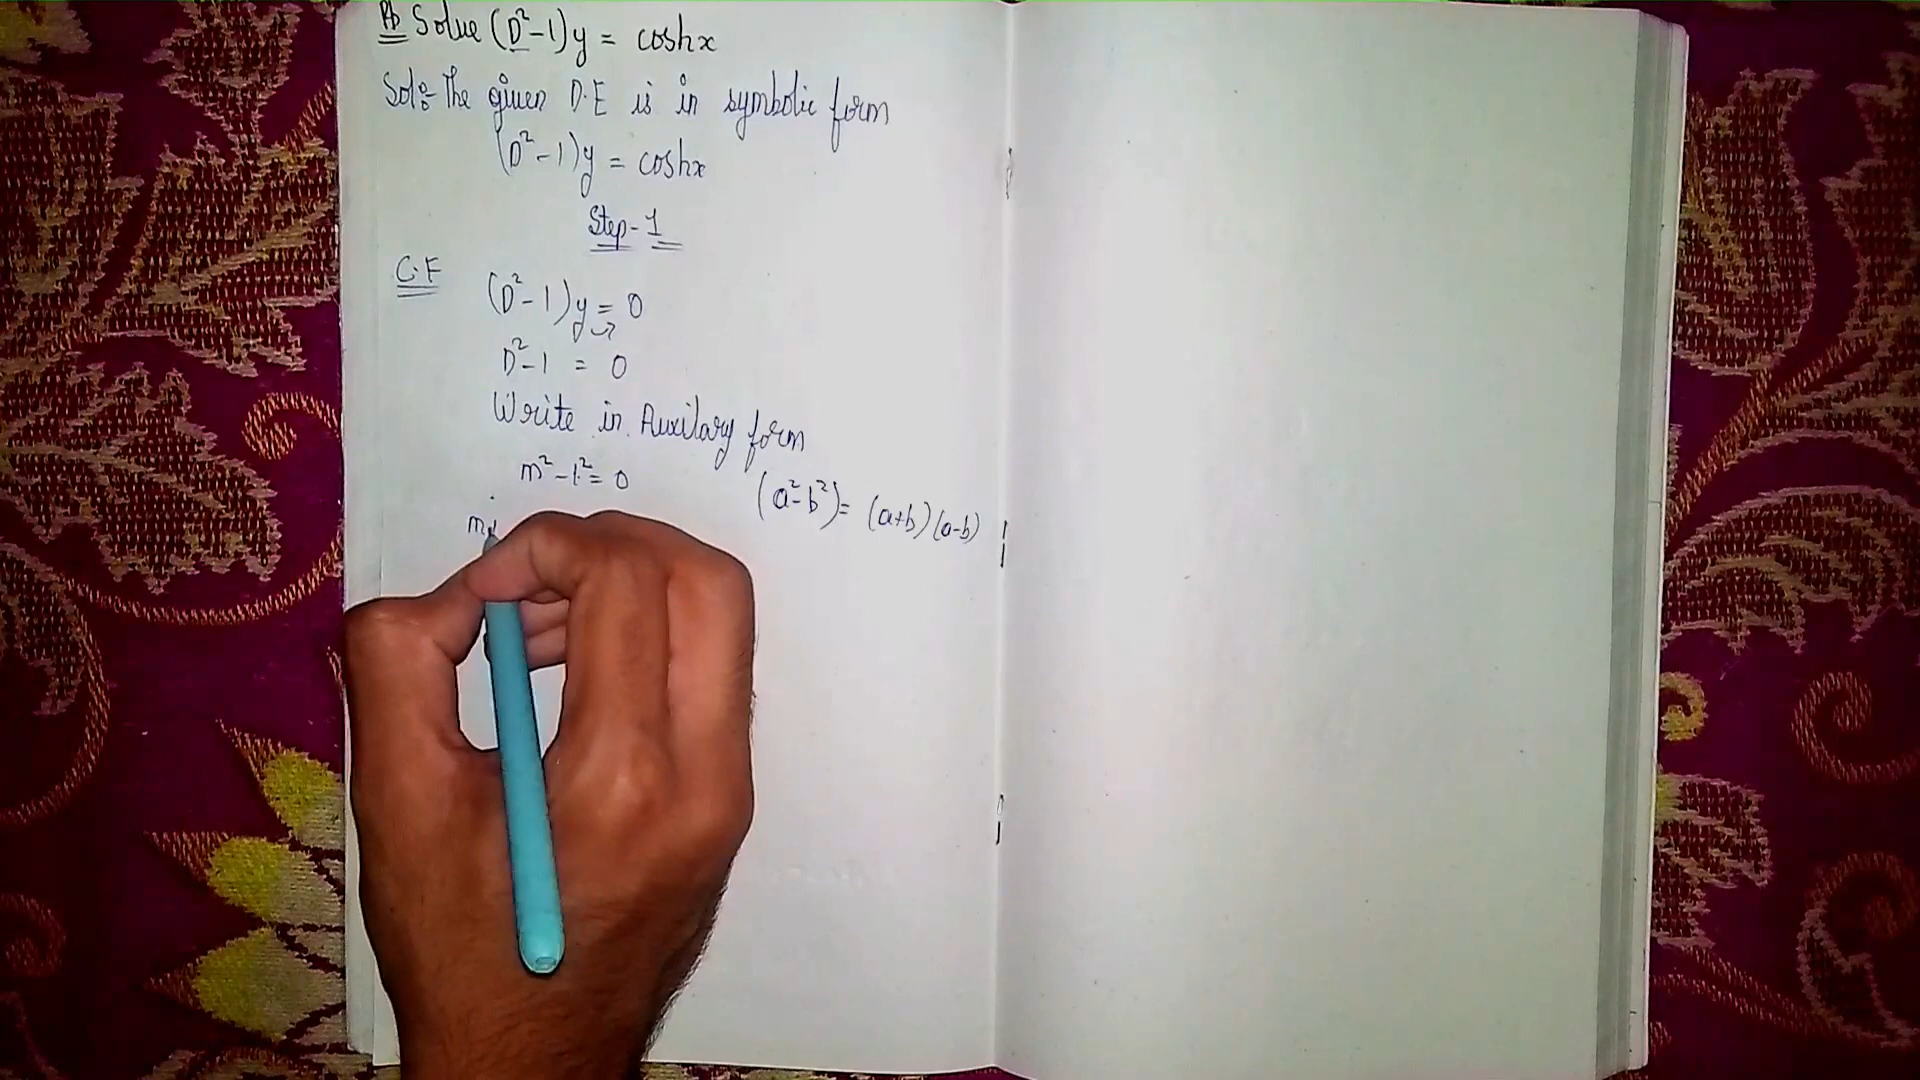 Pb Solve (D²-1)y = coshx
Sol:- The given D.E is in symbolic form
(D²-1)y = coshx
Step-1
C.F
(D²-1)y = 0
D²-1 = 0
Write in Auxilary form
m²-1² = 0
(a²-b²) = (a+b)(a-b)
m